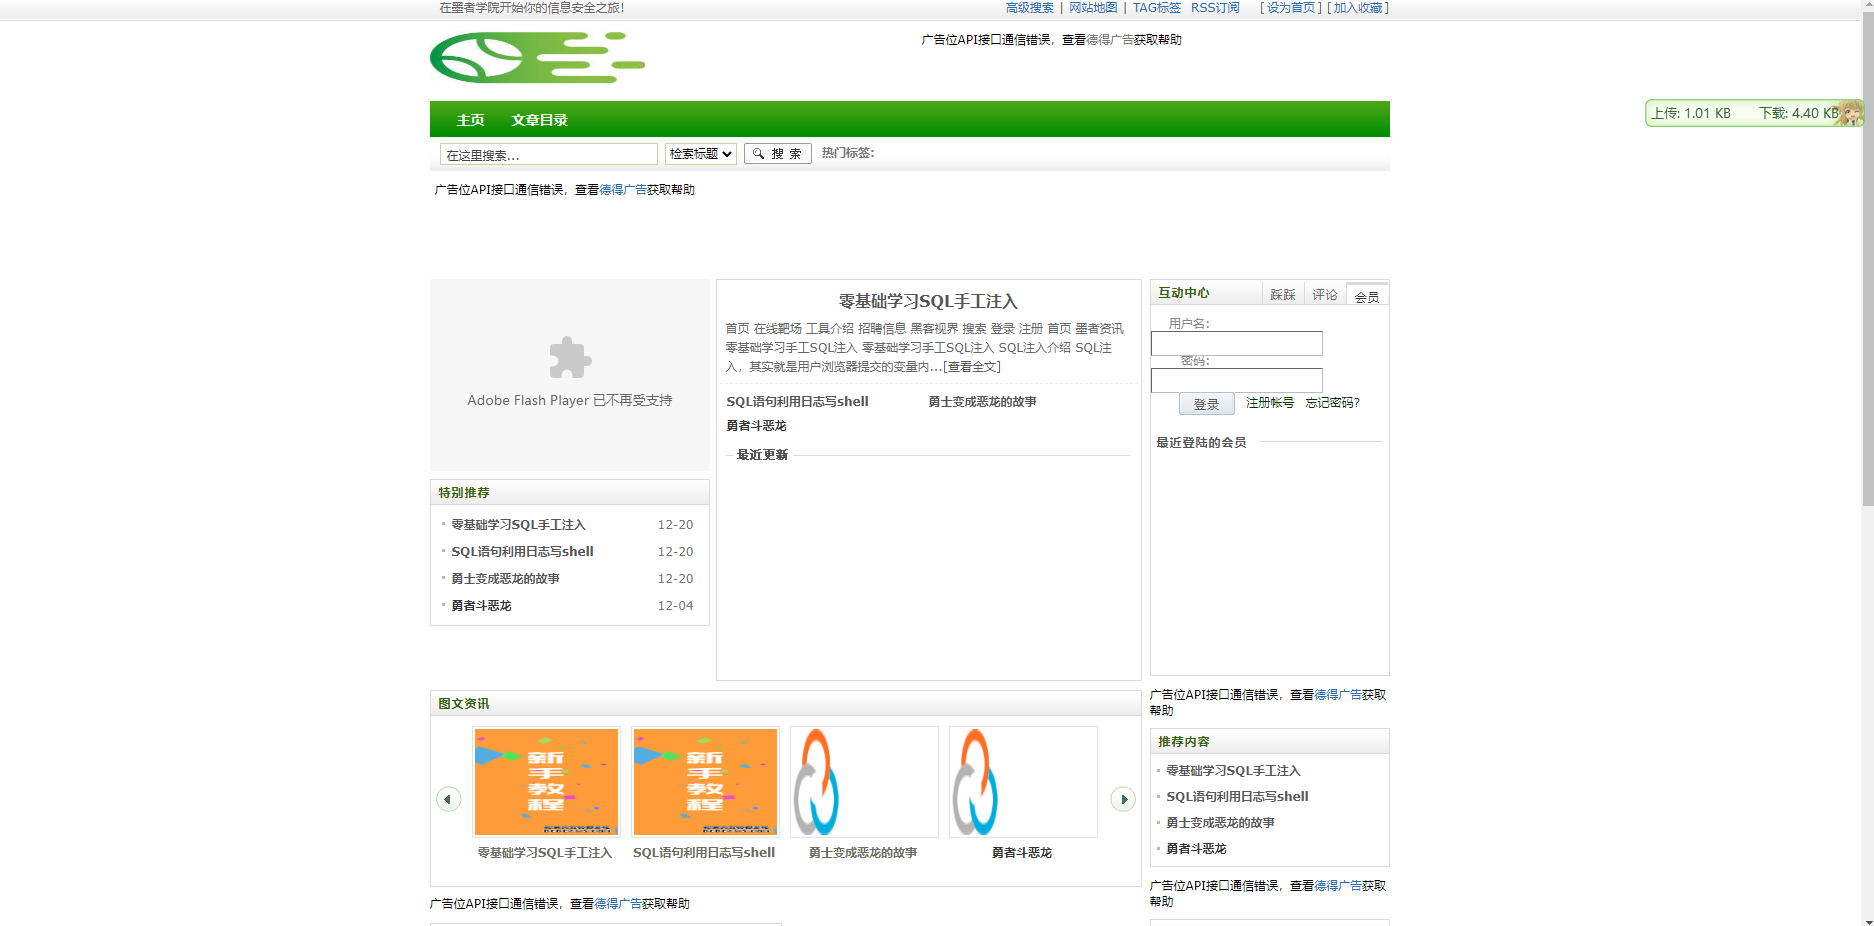 在墨者学院开始你的信息安全之旅！
高级搜索 | 网站地图 | TAG标签 RSS订阅 [ 设为首页 ] [ 加入收藏 ]
广告位API接口通信错误，查看德得广告获取帮助
主页 文章目录
上传: 1.01 KB 下载: 4.40 KB
在这里搜索... 检索标题 搜 索 热门标签:
广告位API接口通信错误，查看德得广告获取帮助
Adobe Flash Player 已不再受支持
特别推荐
零基础学习SQL手工注入 12-20
SQL语句利用日志写shell 12-20
勇士变成恶龙的故事 12-20
勇者斗恶龙 12-04
零基础学习SQL手工注入
首页 在线靶场 工具介绍 招聘信息 黑客视界 搜索 登录 注册 首页 墨者资讯
零基础学习手工SQL注入 零基础学习手工SQL注入 SQL注入介绍 SQL注
入，其实就是用户浏览器提交的变量内...[查看全文]
SQL语句利用日志写shell 勇士变成恶龙的故事
勇者斗恶龙
最近更新
互动中心 踩踩 评论 会员
用户名:
密码:
登录 注册帐号 忘记密码?
最近登陆的会员
图文资讯
新
手
教
程
新
手
教
程
零基础学习SQL手工注入 SQL语句利用日志写shell 勇士变成恶龙的故事 勇者斗恶龙
广告位API接口通信错误，查看德得广告获取帮助
广告位API接口通信错误，查看德得广告获取
帮助
推荐内容
零基础学习SQL手工注入
SQL语句利用日志写shell
勇士变成恶龙的故事
勇者斗恶龙
广告位API接口通信错误，查看德得广告获取
帮助